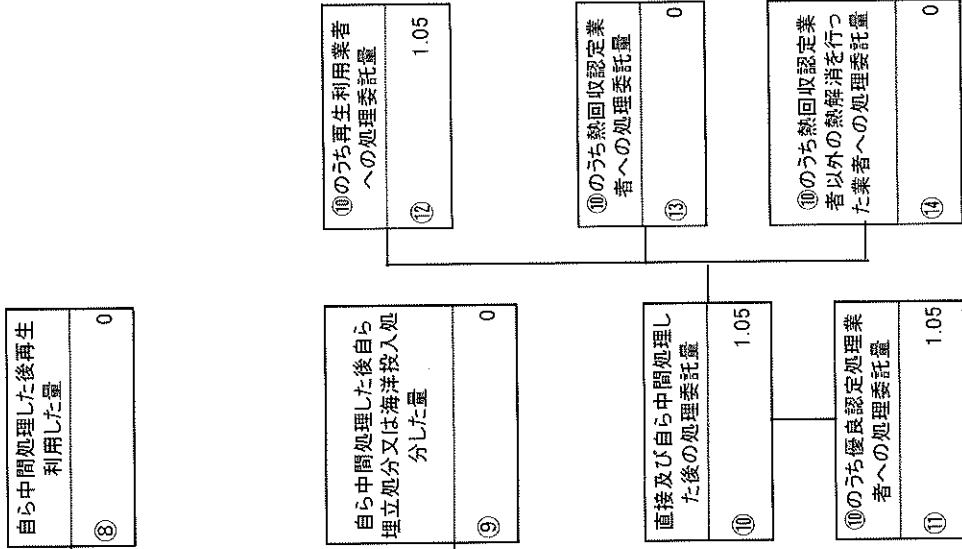 自ら中間処理した後再生
利用した量
⑧ 0
自ら中間処理した後自ら
埋立処分又は海洋投入処
分した量
⑨ 0
直接及び自ら中間処理し
た後の処理委託量
⑩ 1.05
⑩のうち優良認定処理業
者への処理委託量
⑪ 1.05
⑩のうち再生利用業者
への処理委託量
⑫ 1.05
⑩のうち熱回収認定業
者への処理委託量
⑬ 0
⑩のうち熱回収認定業
者以外の熱解消を行っ
た業者への処理委託量
⑭ 0